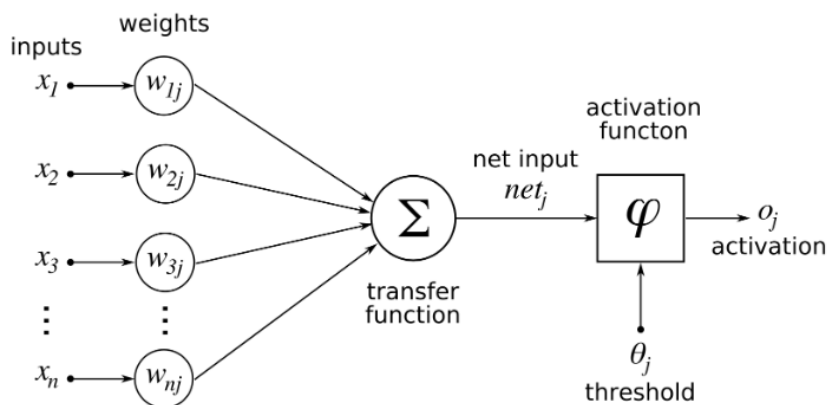 weights
inputs
x1
w1j
x2
w2j
x3
w3j
⋮ ⋮
xn
wnj
Σ
transfer
function
net input
netj
activation
functon
φ
oj
activation
θj
threshold